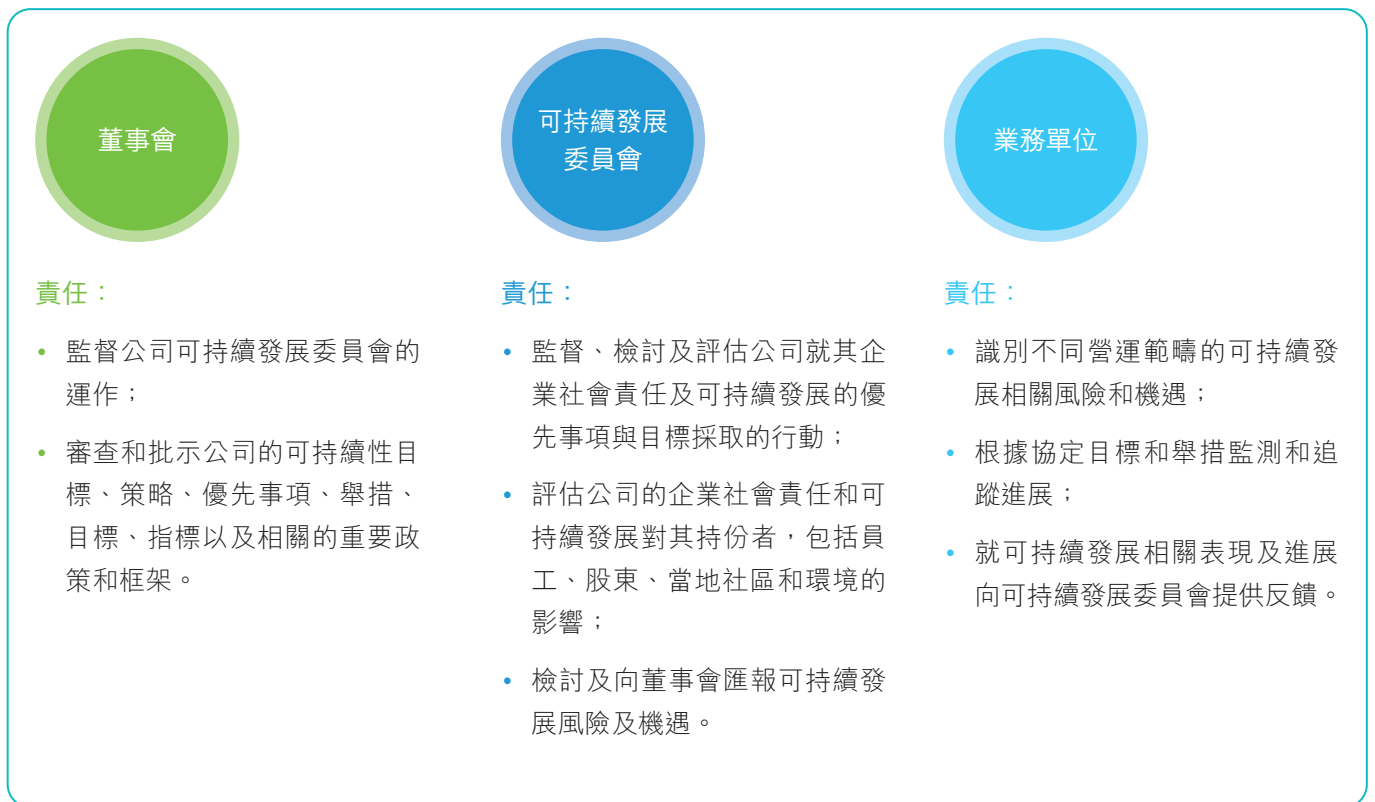 董事會
責任：
• 監督公司可持續發展委員會的
運作；
• 審查和批示公司的可持續性目
標、策略、優先事項、舉措、
目標、指標以及相關的重要政
策和框架。
可持續發展
委員會
責任：
• 監督、檢討及評估公司就其企
業社會責任及可持續發展的優
先事項與目標採取的行動；
• 評估公司的企業社會責任和可
持續發展對其持份者，包括員
工、股東、當地社區和環境的
影響；
• 檢討及向董事會匯報可持續發
展風險及機遇。
業務單位
責任：
• 識別不同營運範疇的可持續發
展相關風險和機遇；
• 根據協定目標和舉措監測和追
蹤進展；
• 就可持續發展相關表現及進展
向可持續發展委員會提供反饋。